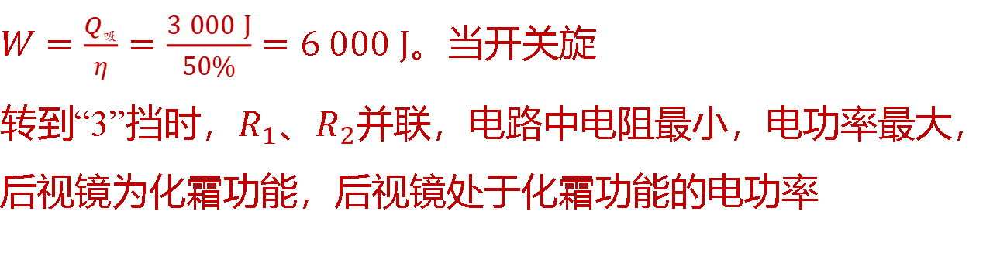 W = Q吸/η = 3 000 J/50% = 6 000 J。当开关旋
转到“3”挡时，R₁、R₂并联，电路中电阻最小，电功率最大，
后视镜为化霜功能，后视镜处于化霜功能的电功率